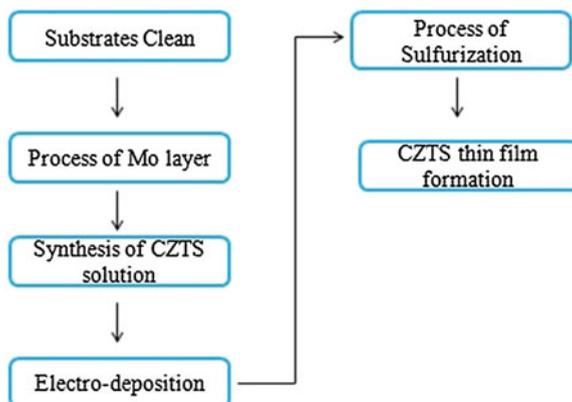 Substrates Clean
Process of Mo layer
Synthesis of CZTS
solution
Electro-deposition
Process of
Sulfurization
CZTS thin film
formation